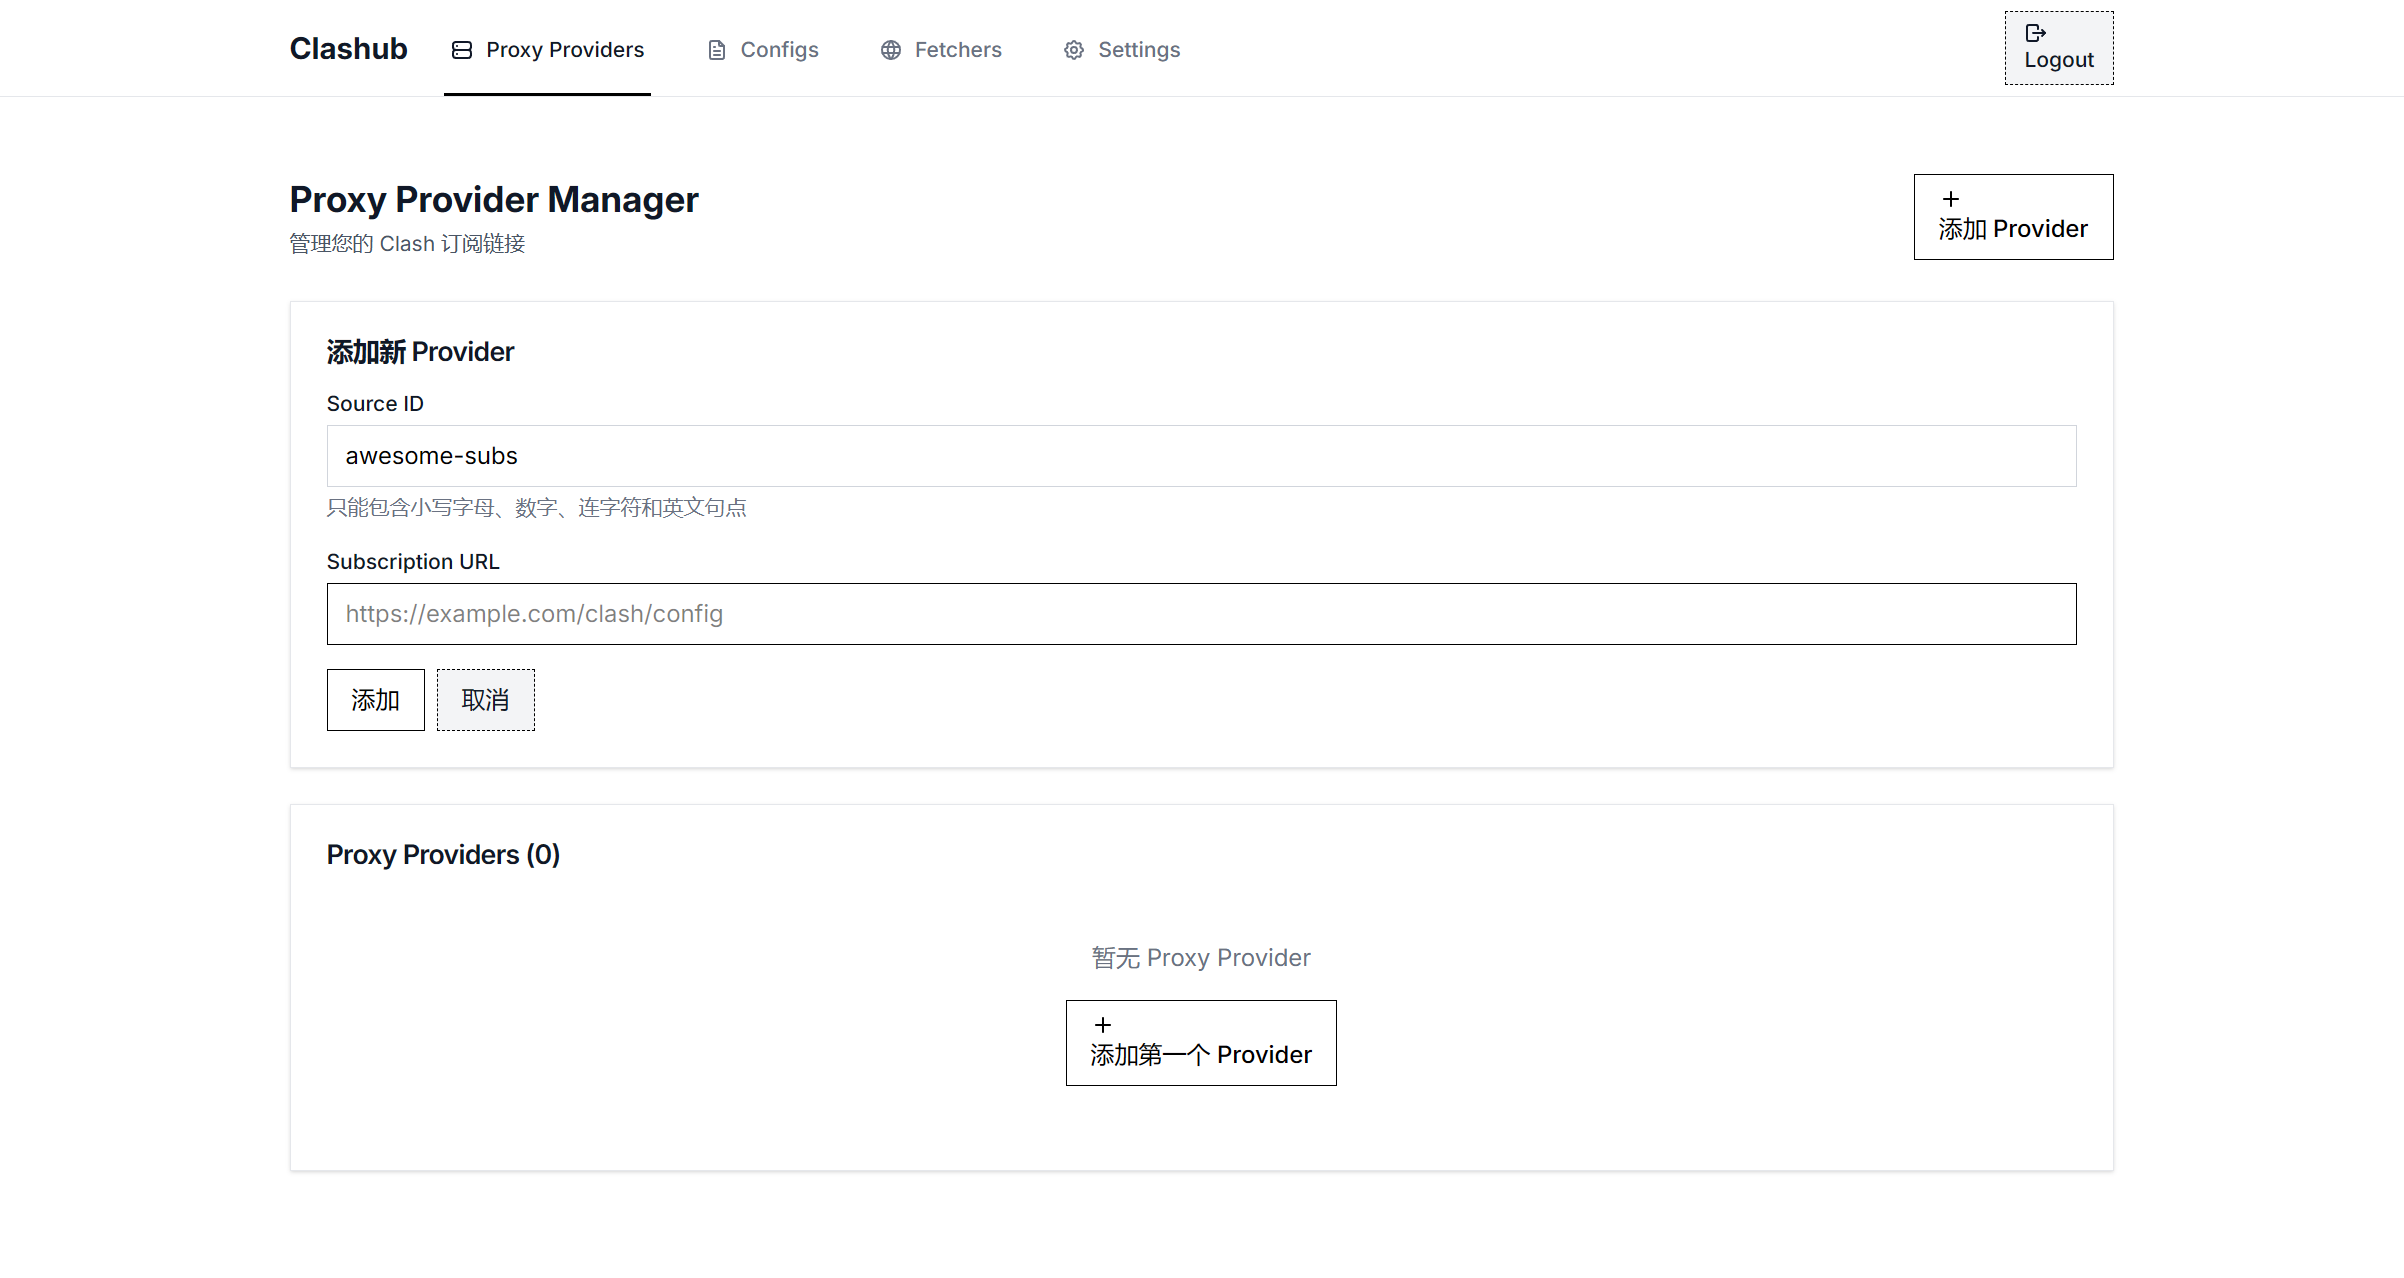 Clashub
Proxy Providers
Configs
Fetchers
Settings
Logout
Proxy Provider Manager
管理您的 Clash 订阅链接
添加 Provider
添加新 Provider
Source ID
awesome-subs
只能包含小写字母、数字、连字符和英文句点
Subscription URL
https://example.com/clash/config
添加
取消
Proxy Providers (0)
暂无 Proxy Provider
添加第一个 Provider